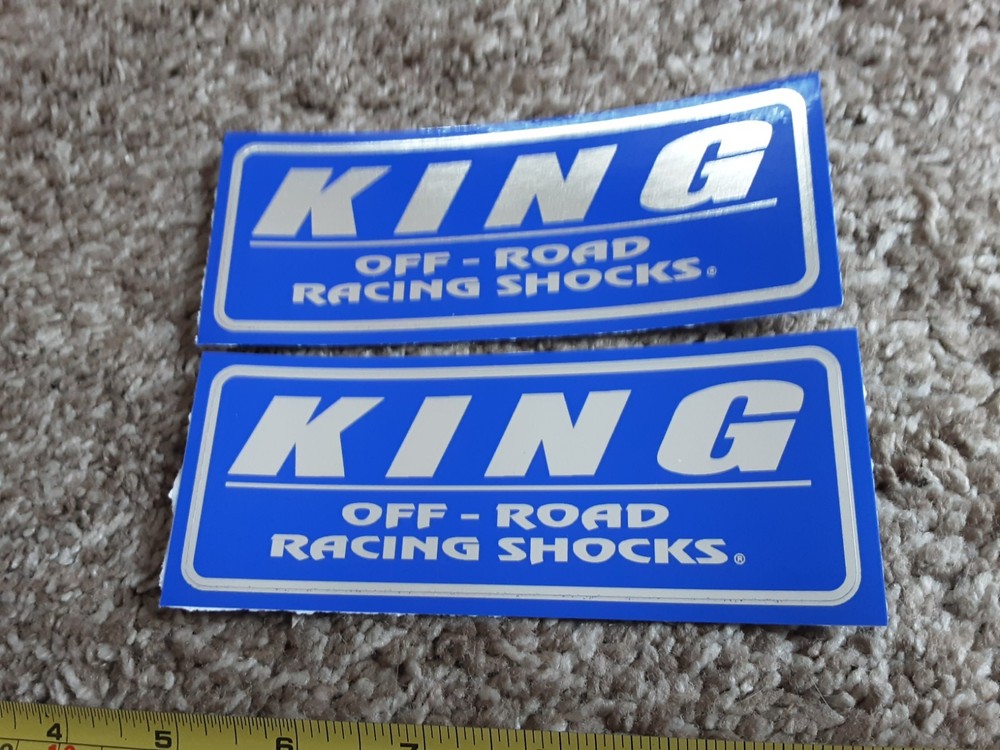 KING
OFF - ROAD
RACING SHOCKS®
KING
OFF - ROAD
RACING SHOCKS®
4 5 6 7